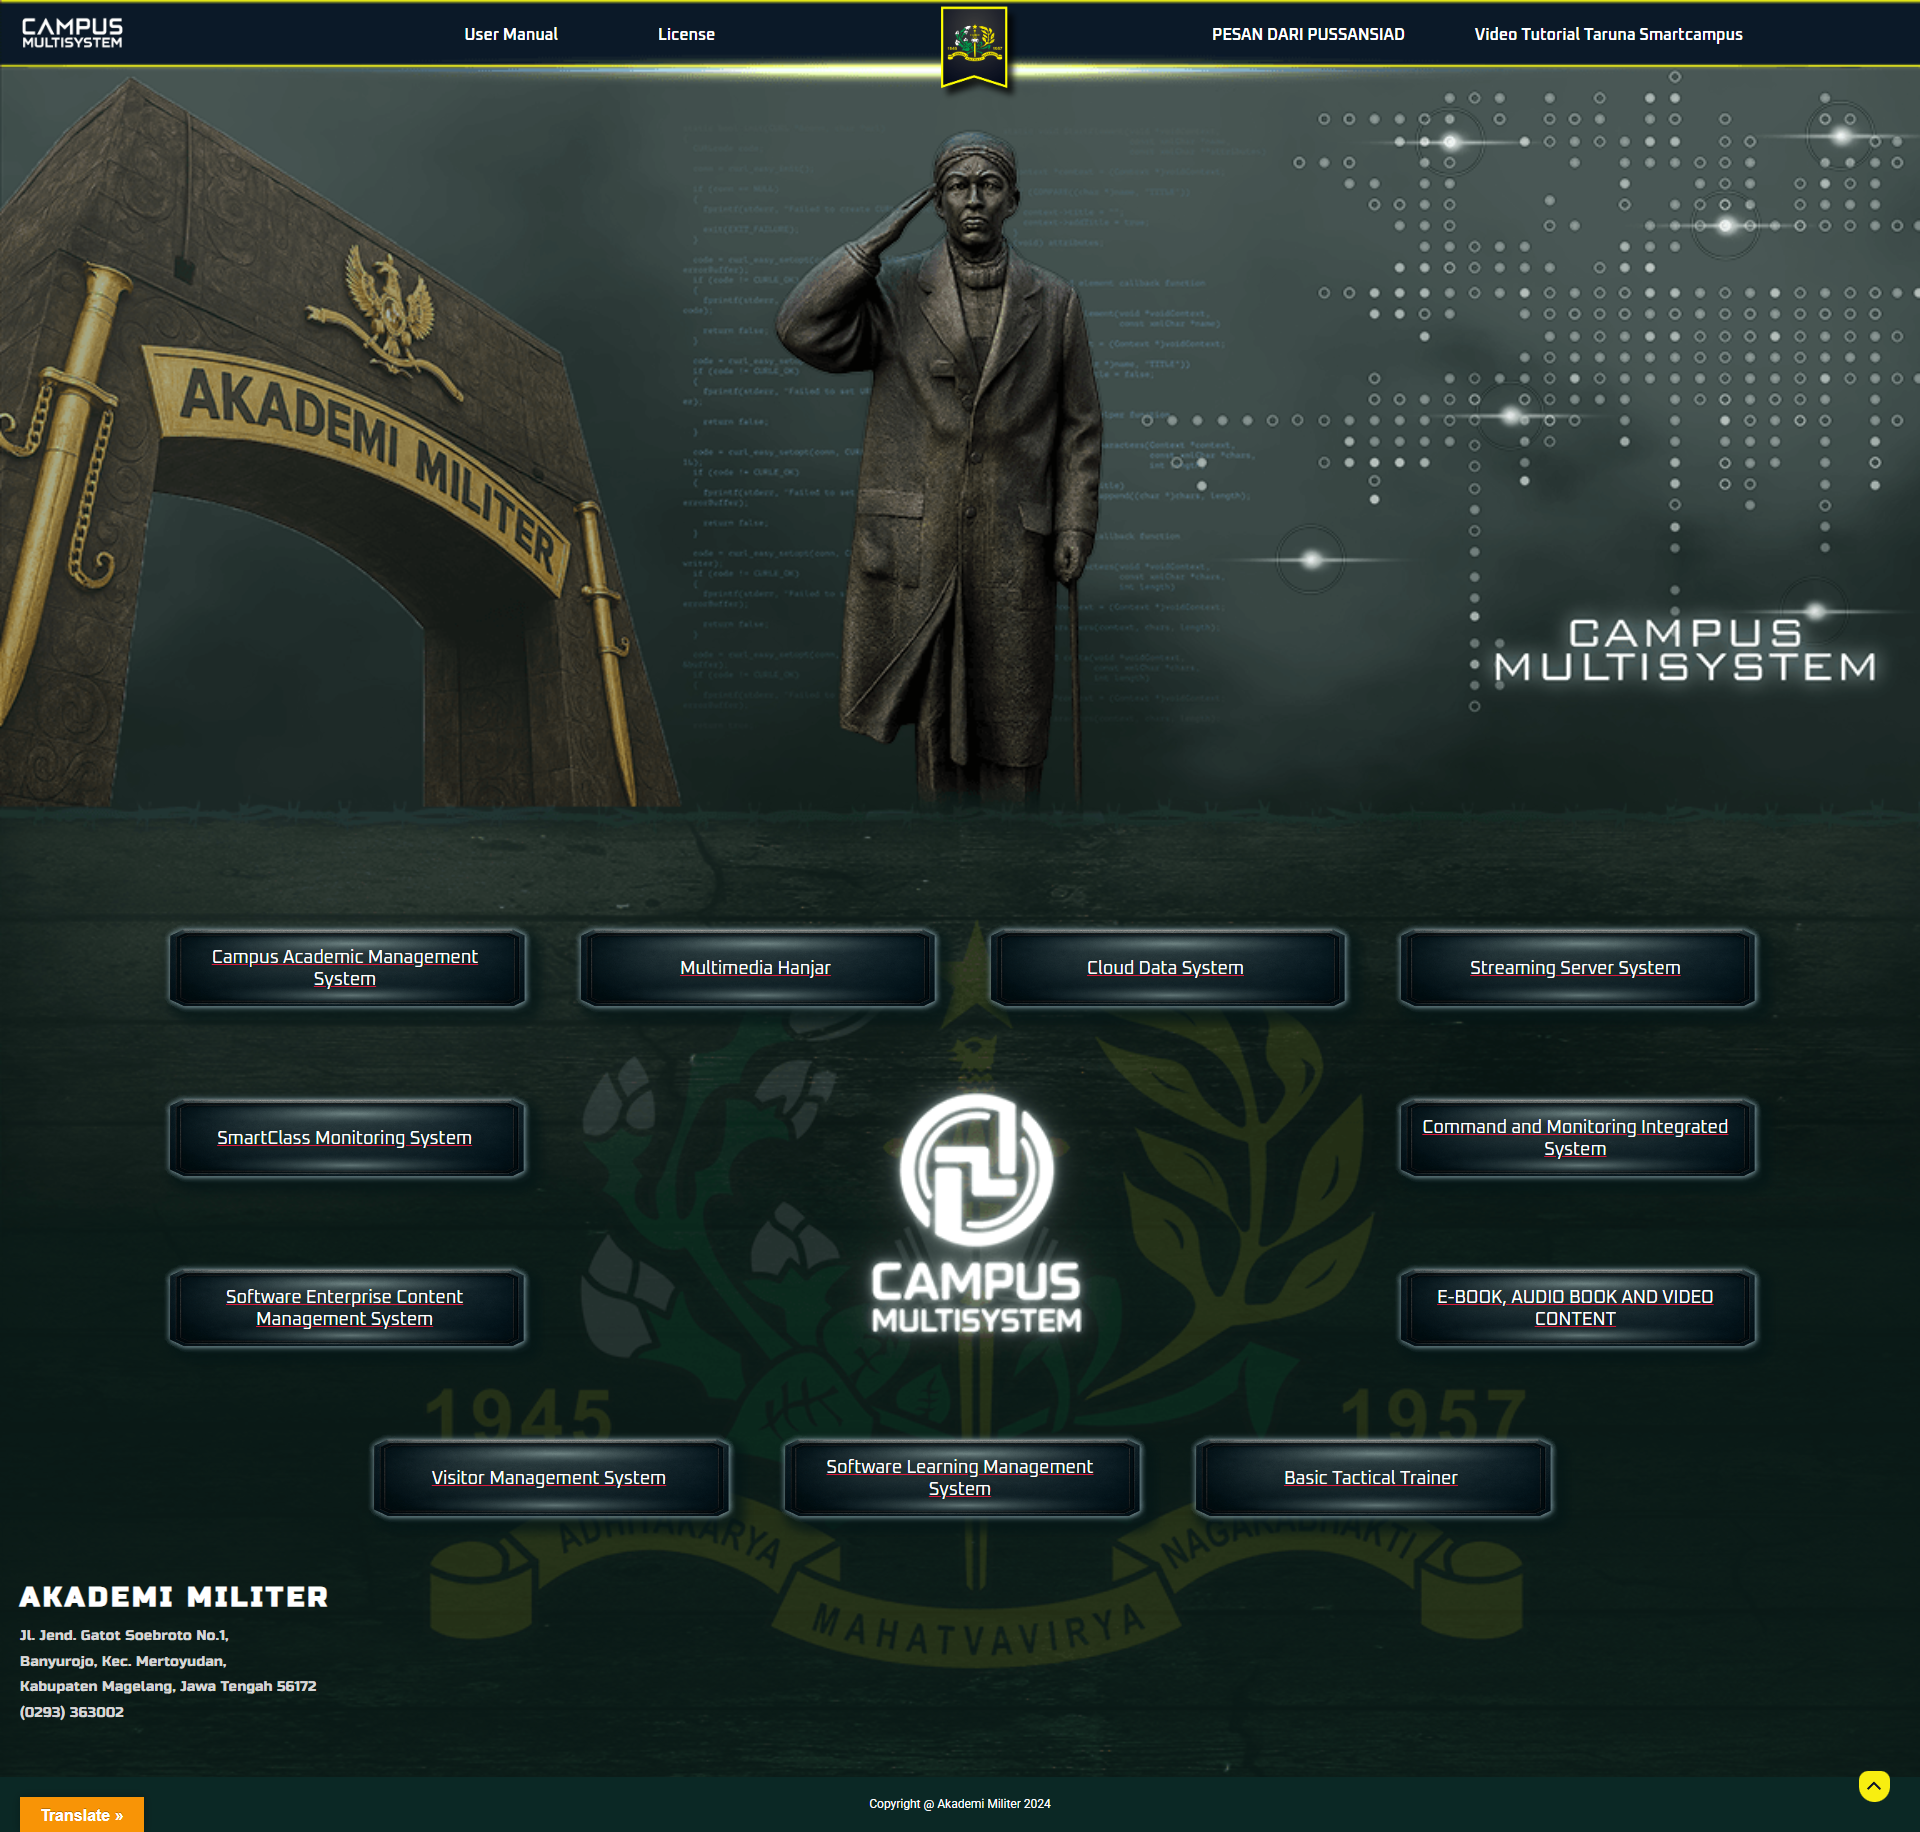 CAMPUS
MULTISYSTEM
User Manual
License
PESAN DARI PUSSANSIAD
Video Tutorial Taruna Smartcampus
AKADEMI MILITER
CAMPUS
MULTISYSTEM
Campus Academic Management
System
Multimedia Hanjar
Cloud Data System
Streaming Server System
SmartClass Monitoring System
Command and Monitoring Integrated
System
Software Enterprise Content
Management System
CAMPUS
MULTISYSTEM
E-BOOK, AUDIO BOOK AND VIDEO
CONTENT
1945
1957
Visitor Management System
Software Learning Management
System
Basic Tactical Trainer
ADHITAKARYA
MAHATVAVIRYA
NAGARABHAKTI
AKADEMI MILITER
Jl. Jend. Gatot Soebroto No.1,
Banyurojo, Kec. Mertoyudan,
Kabupaten Magelang, Jawa Tengah 56172
(0293) 363002
Copyright @ Akademi Militer 2024
Translate »